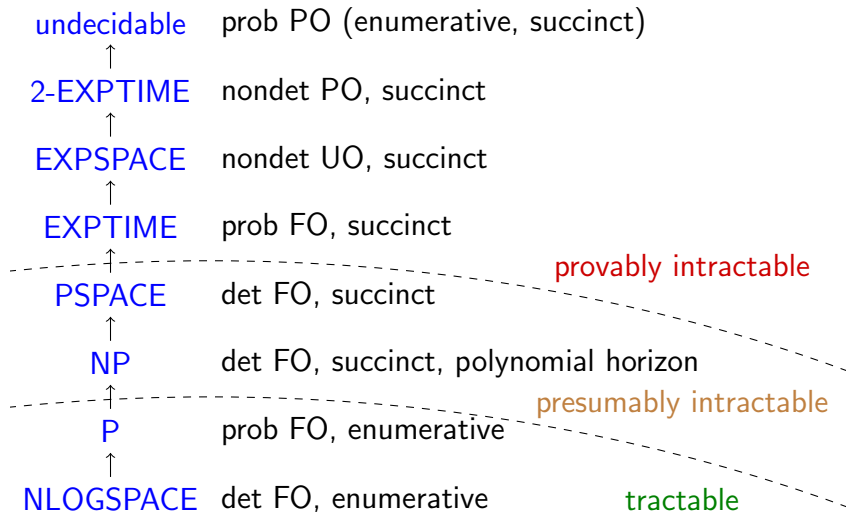 undecidable prob PO (enumerative, succinct)
2-EXPTIME nondet PO, succinct
EXPSPACE nondet UO, succinct
EXPTIME prob FO, succinct
provably intractable
PSPACE det FO, succinct
NP det FO, succinct, polynomial horizon
presumably intractable
P prob FO, enumerative
NLOGSPACE det FO, enumerative tractable